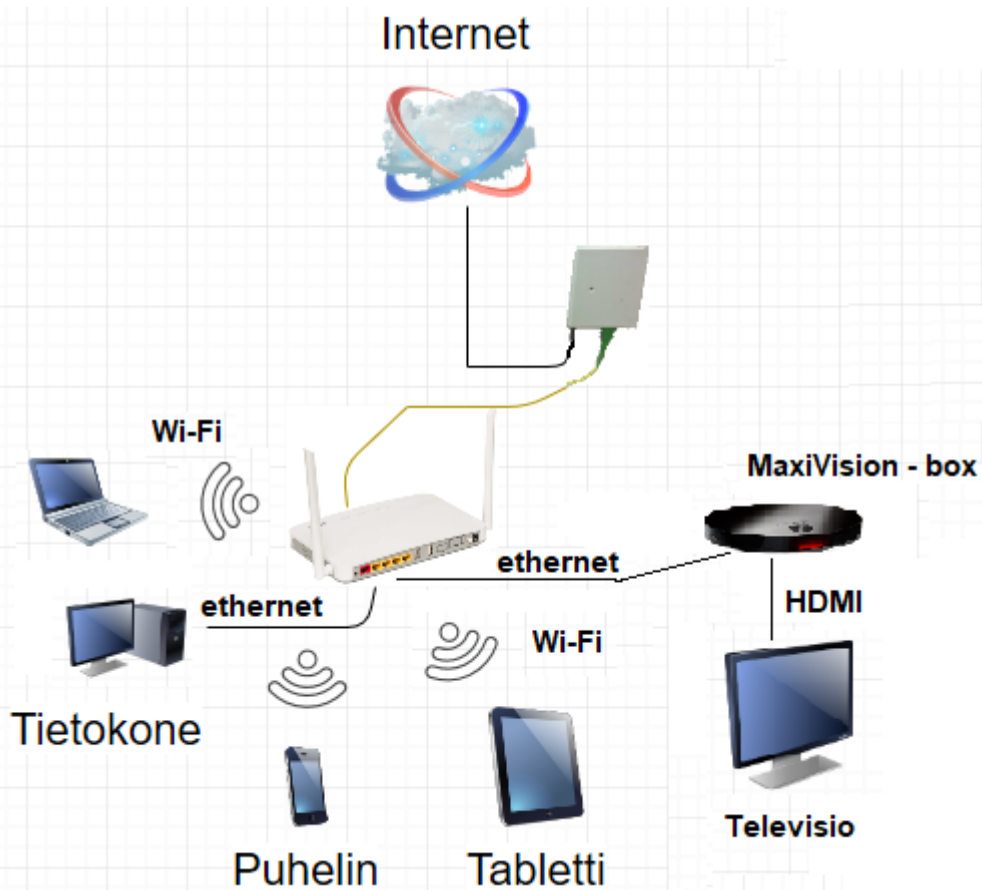 Internet
Wi-Fi
MaxiVision - box
ethernet
ethernet
HDMI
Wi-Fi
Tietokone
Televisio
Puhelin
Tabletti